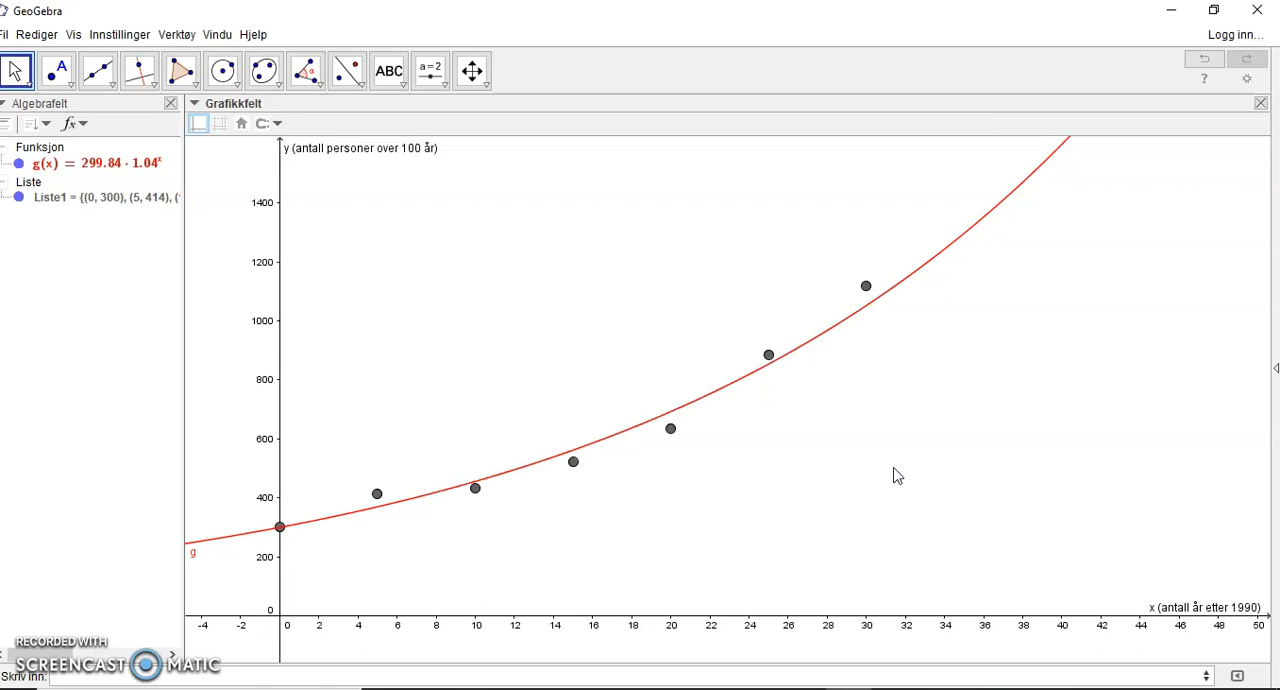 GeoGebra
Fil Rediger Vis Innstillinger Verktøy Vindu Hjelp
Logg inn...
A
ABC
a=2
?
Algebrafelt
Grafikkfelt
fx
Funksjon
g(x) = 299.84 · 1.04ˣ
Liste
Liste1 = {(0, 300), (5, 414), (
y (antall personer over 100 år)
1400
1200
1000
800
600
400
200
0
g
x (antall år etter 1990)
-4 -2 0 2 4 6 8 10 12 14 16 18 20 22 24 26 28 30 32 34 36 38 40 42 44 46 48 50
RECORDED WITH
SCREENCAST MATIC
Skriv inn: